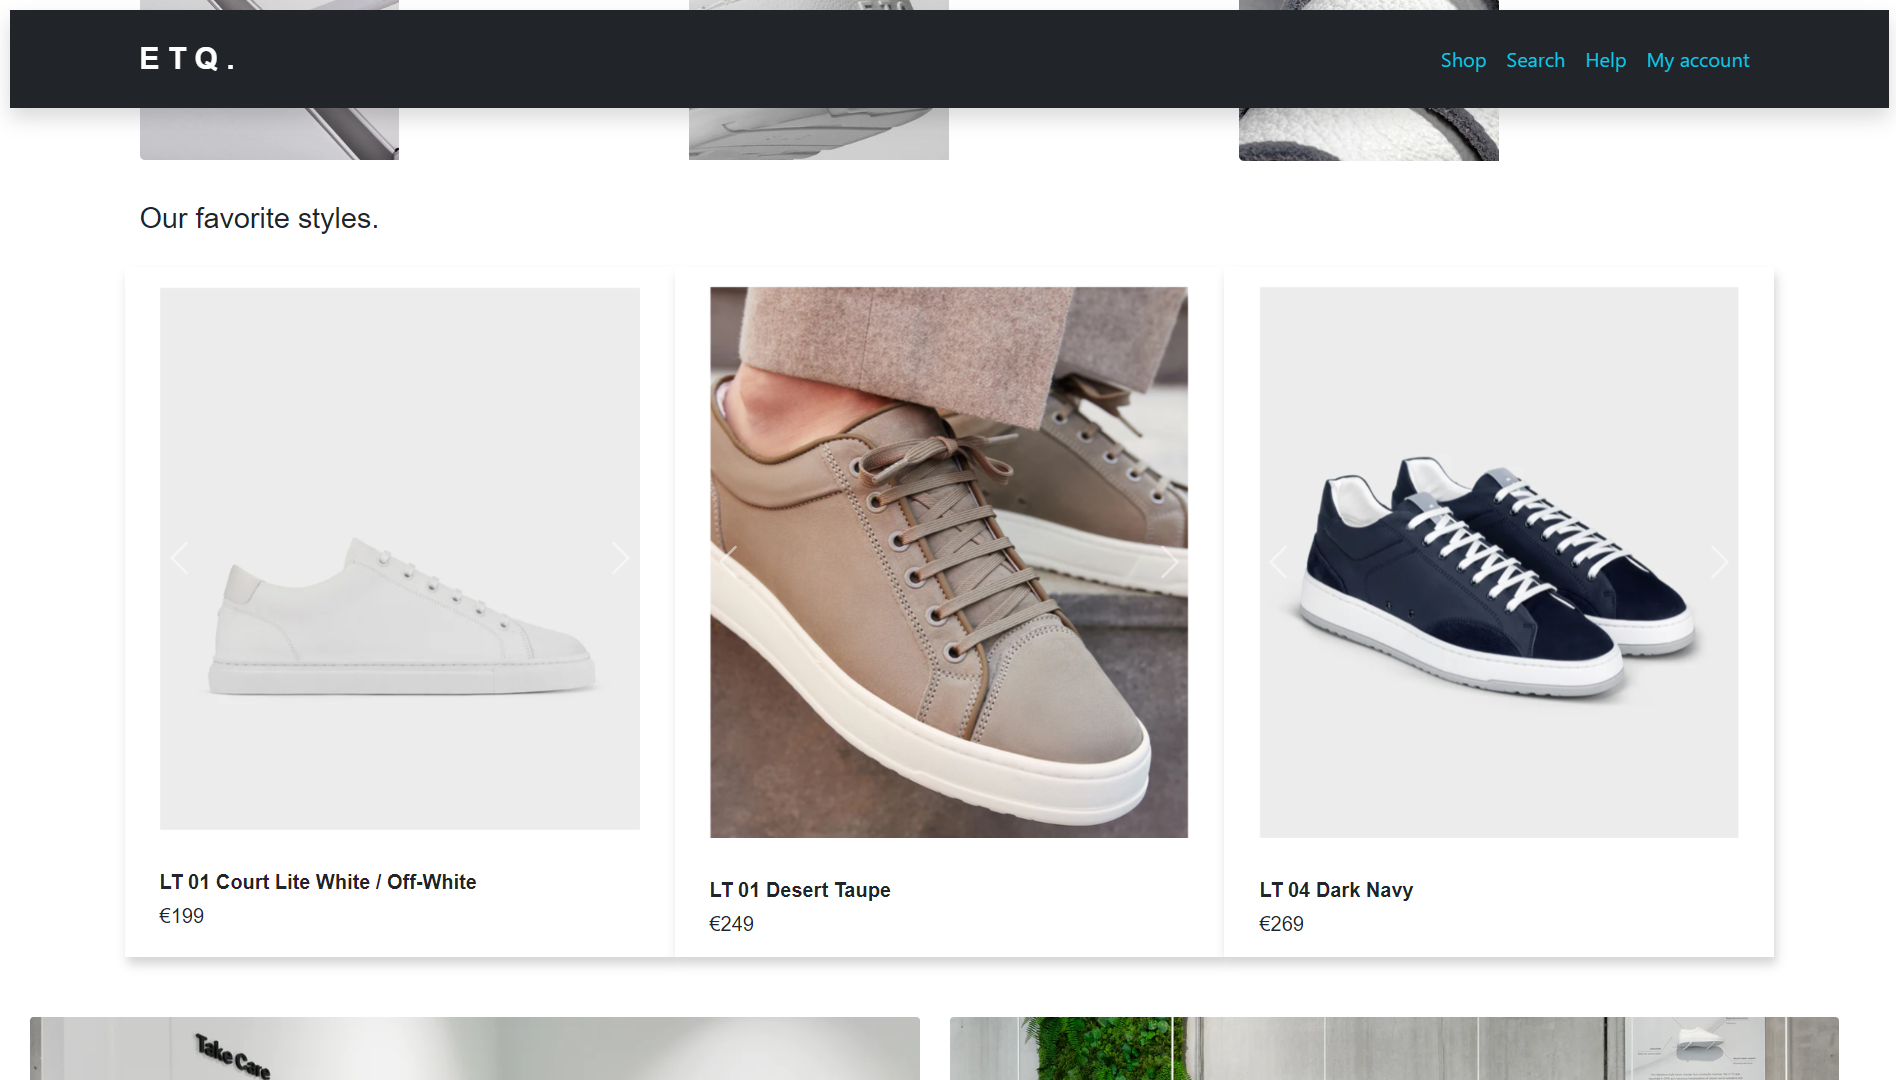 E T Q .
Shop Search Help My account
Our favorite styles.
LT 01 Court Lite White / Off-White
€199
LT 01 Desert Taupe
€249
LT 04 Dark Navy
€269
Take Care